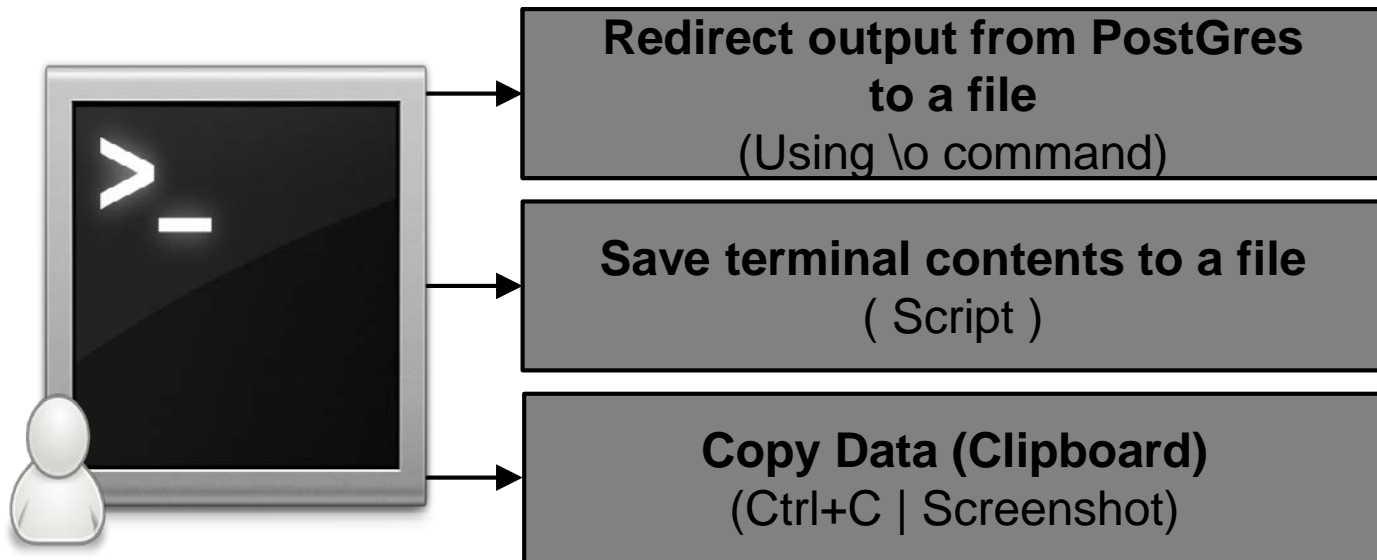 >_
Redirect output from PostGres
to a file
(Using \o command)
Save terminal contents to a file
( Script )
Copy Data (Clipboard)
(Ctrl+C | Screenshot)